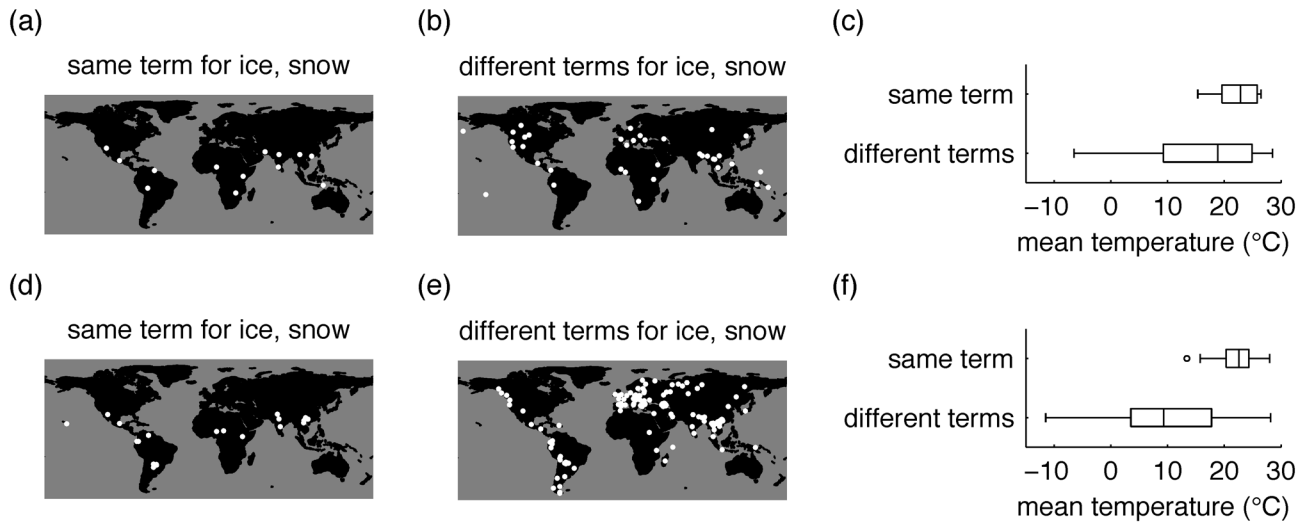 (a)
same term for ice, snow
(b)
different terms for ice, snow
(c)
same term
different terms
−10 0 10 20 30
mean temperature (°C)
(d)
same term for ice, snow
(e)
different terms for ice, snow
(f)
same term
different terms
−10 0 10 20 30
mean temperature (°C)